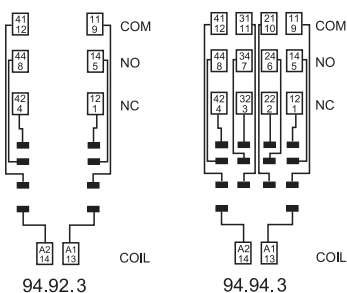 41 11 COM 41 31 21 11 COM
12 9 12 11 10 9
44 14 NO 44 34 24 14 NO
8 5 8 7 6 5
42 12 NC 42 32 22 12 NC
4 1 4 3 2 1
A2 A1 COIL A2 A1 COIL
14 13 14 13
94.92.3 94.94.3